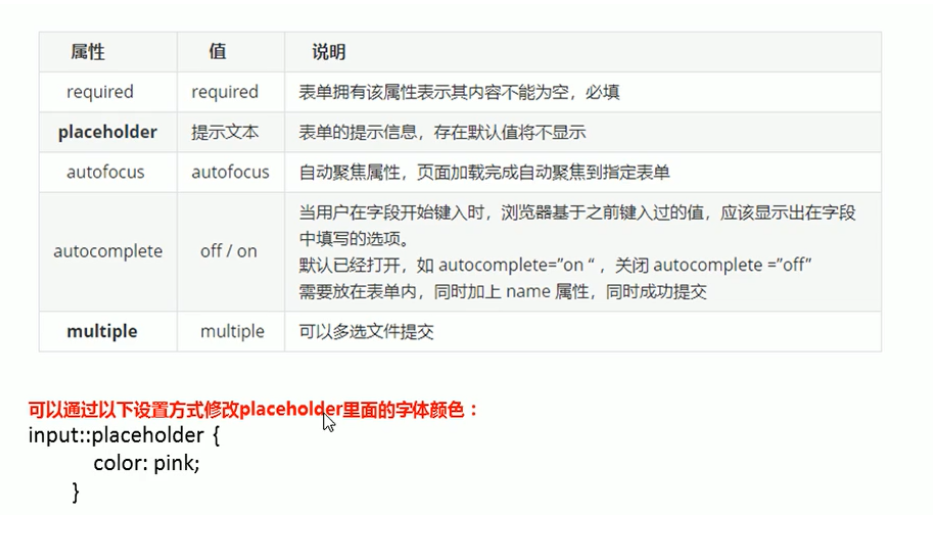 属性 值 说明
required required 表单拥有该属性表示其内容不能为空，必填
placeholder 提示文本 表单的提示信息，存在默认值将不显示
autofocus autofocus 自动聚焦属性，页面加载完成自动聚焦到指定表单
autocomplete off / on 当用户在字段开始键入时，浏览器基于之前键入过的值，应该显示出在字段
中填写的选项。
默认已经打开，如 autocomplete=”on “ ，关闭 autocomplete =”off”
需要放在表单内，同时加上 name 属性，同时成功提交
multiple multiple 可以多选文件提交
可以通过以下设置方式修改placeholder里面的字体颜色：
input::placeholder {
color: pink;
}